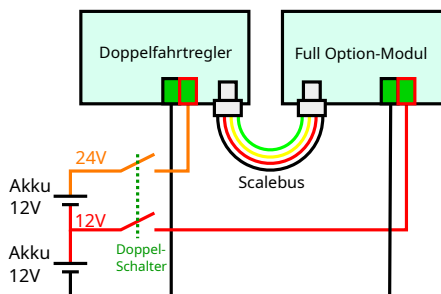 Doppelfahrtregler
Full Option-Modul
24V
Scalebus
Akku
12V
12V
Doppel-
Schalter
Akku
12V